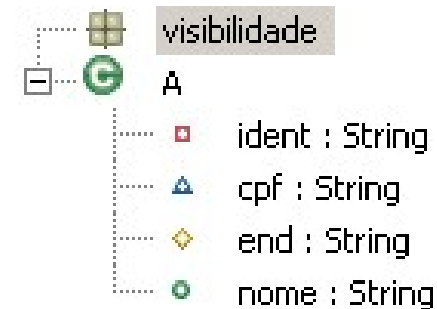 visibilidade
A
ident : String
cpf : String
end : String
nome : String